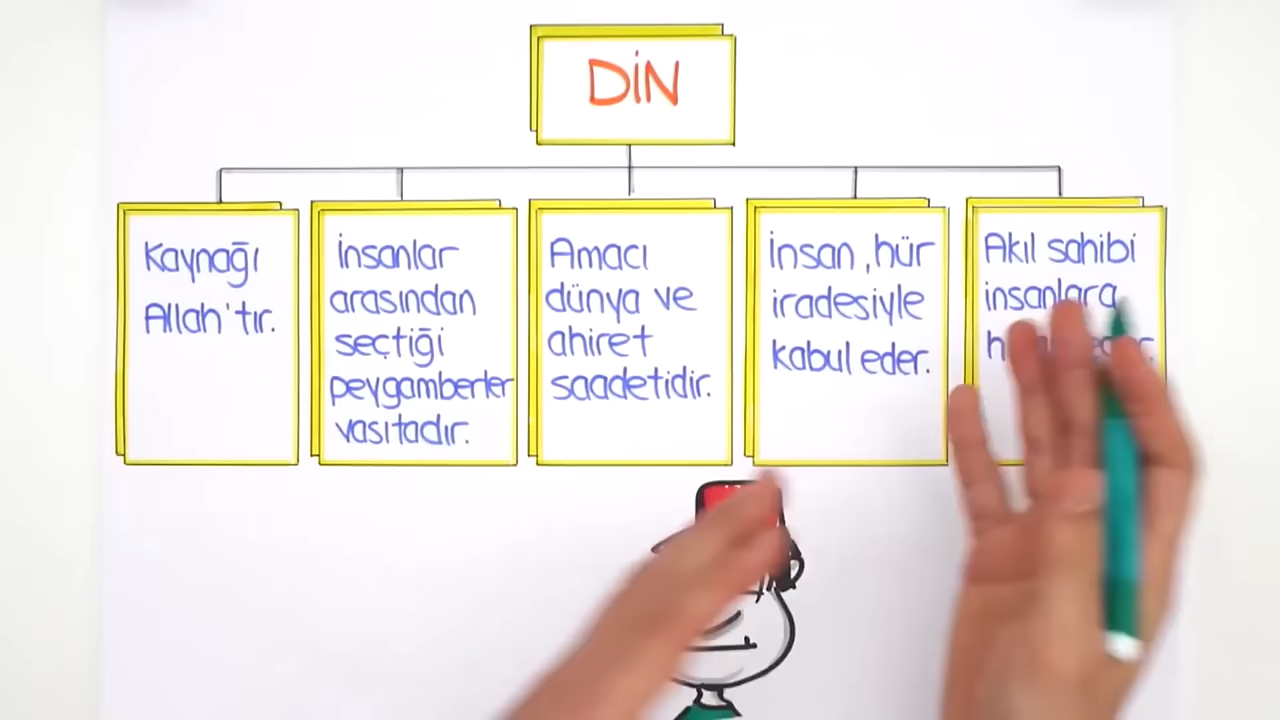 DİN
Kaynağı
Allah'tır.
İnsanlar
arasından
seçtiği
peygamberler
vasıtadır.
Amacı
dünya ve
ahiret
saadetidir.
İnsan, hür
iradesiyle
kabul eder.
Akıl sahibi
insanlara